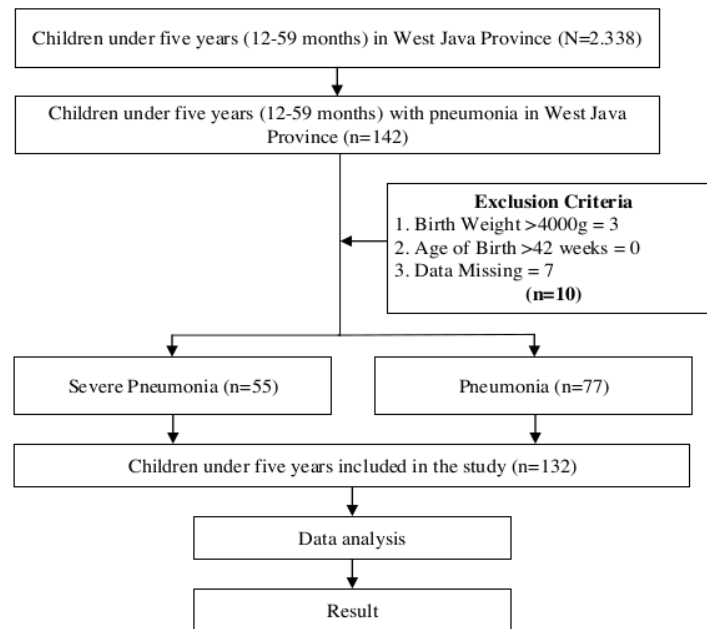 Children under five years (12-59 months) in West Java Province (N=2.338)
Children under five years (12-59 months) with pneumonia in West Java
Province (n=142)
Exclusion Criteria
1. Birth Weight >4000g = 3
2. Age of Birth >42 weeks = 0
3. Data Missing = 7
(n=10)
Severe Pneumonia (n=55)
Pneumonia (n=77)
Children under five years included in the study (n=132)
Data analysis
Result